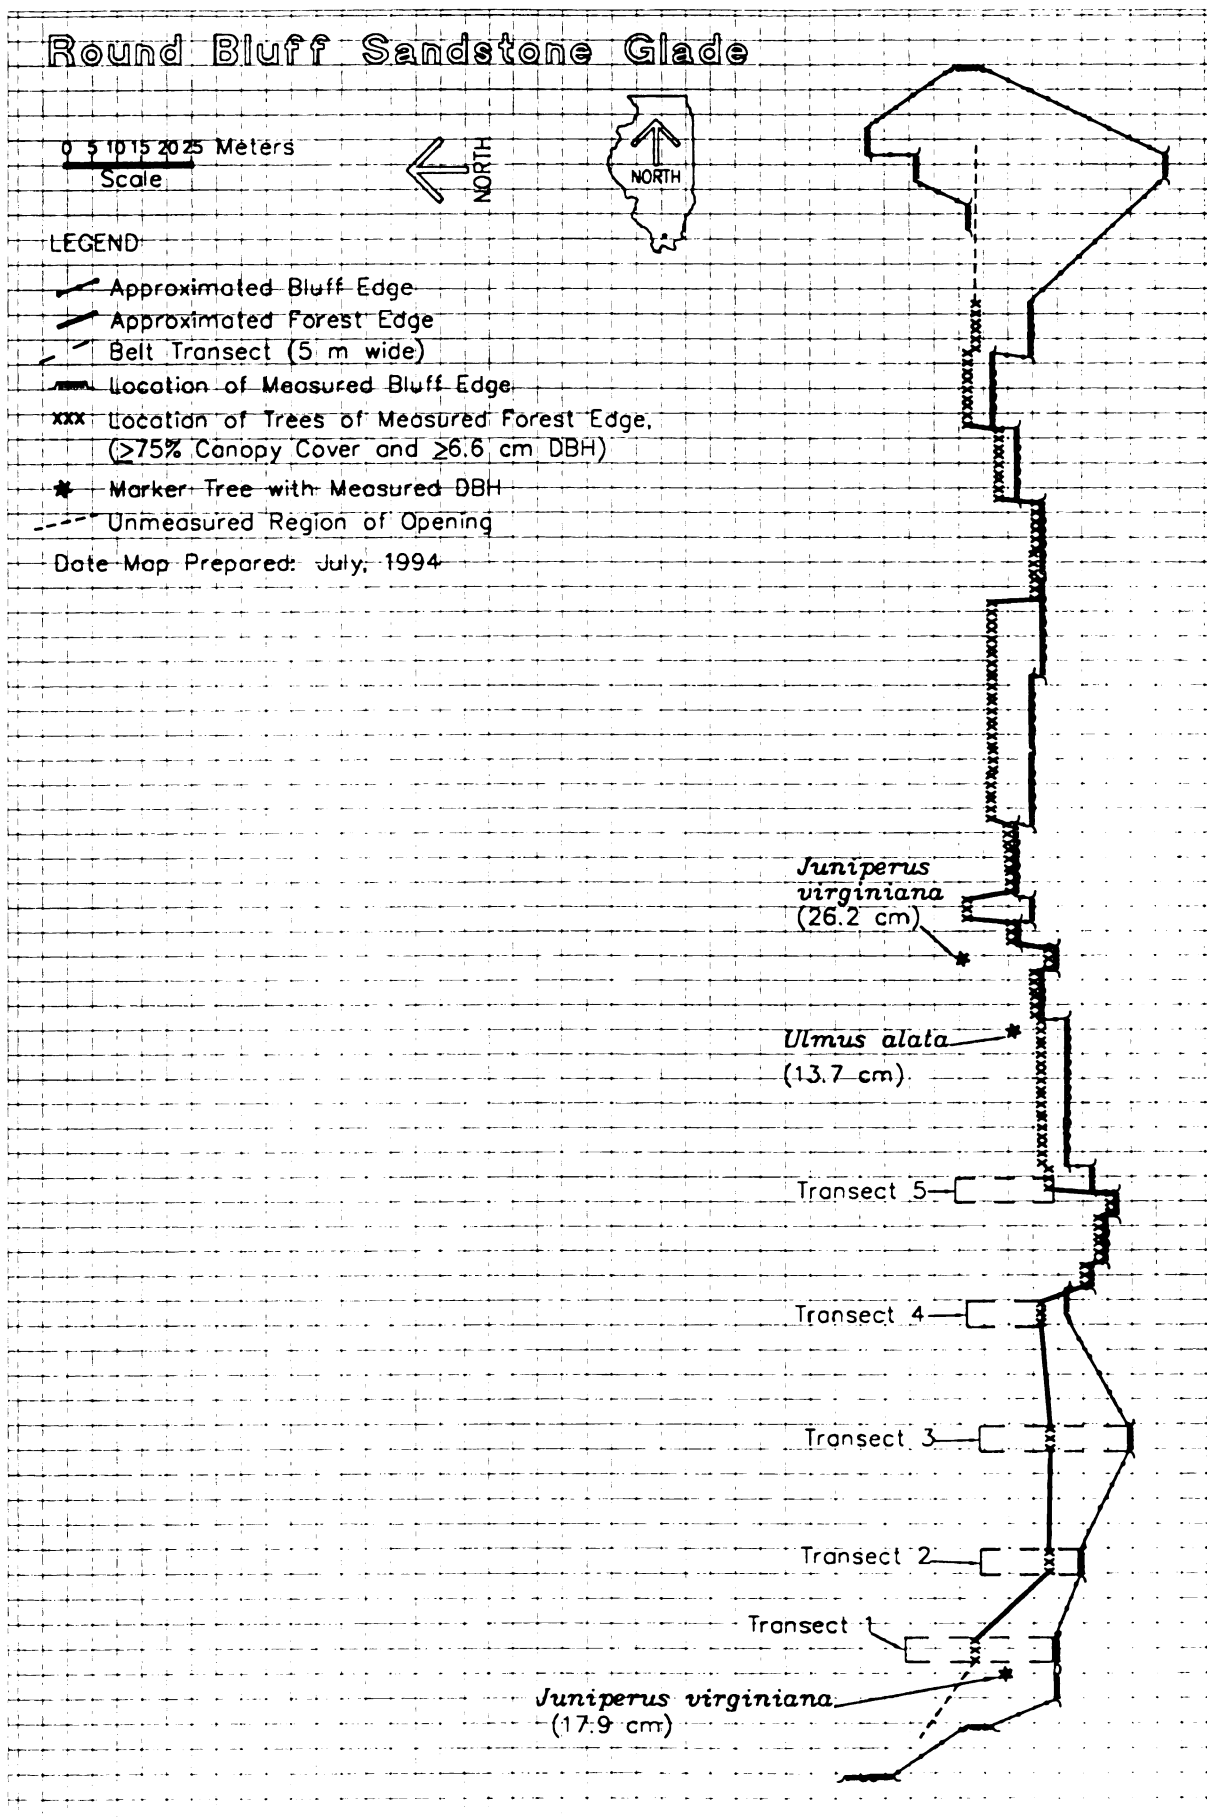 Round Bluff Sandstone Glade
0 5 10 15 20 25 Meters
Scale
NORTH
NORTH
LEGEND
Approximated Bluff Edge
Approximated Forest Edge
Belt Transect (5 m wide)
Location of Measured Bluff Edge
xxx Location of Trees of Measured Forest Edge,
(≥75% Canopy Cover and ≥6.6 cm DBH)
Marker Tree with Measured DBH
Unmeasured Region of Opening
Date Map Prepared: July, 1994
Juniperus
virginiana
(26.2 cm)
Ulmus alata
(13.7 cm)
Transect 5
Transect 4
Transect 3
Transect 2
Transect 1
Juniperus virginiana
(17.9 cm)